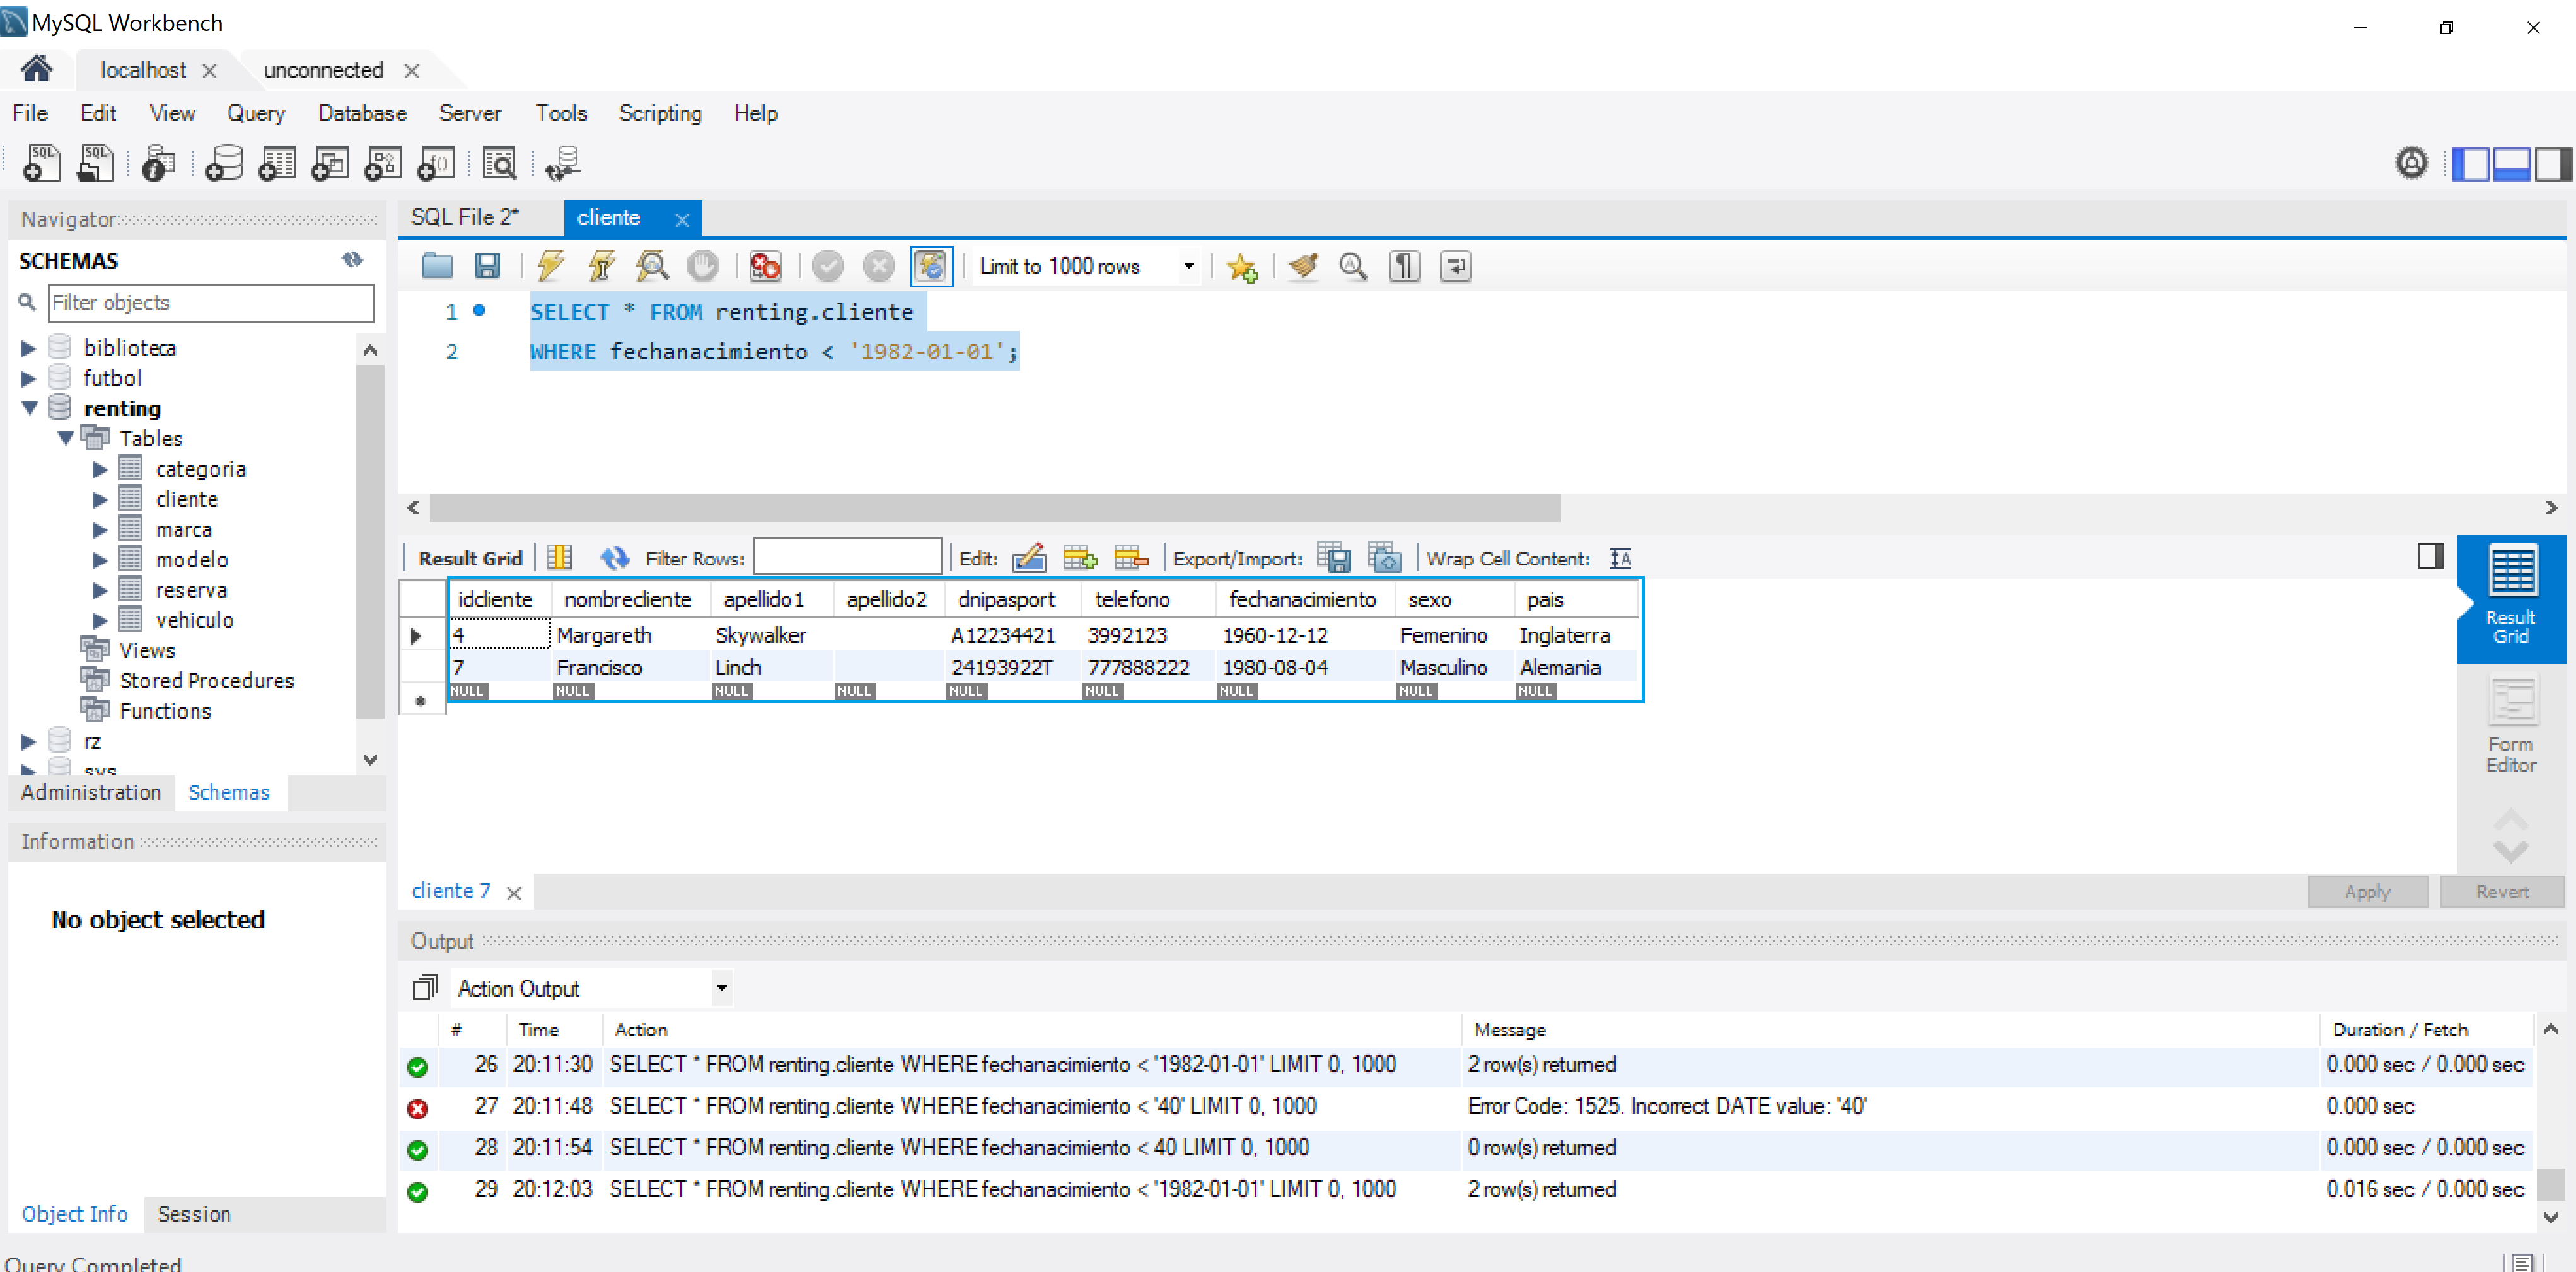 MySQL Workbench
localhost
unconnected
File Edit View Query Database Server Tools Scripting Help
Navigator
SQL File 2*
cliente
SCHEMAS
Filter objects
Limit to 1000 rows
1 SELECT * FROM renting.cliente
2 WHERE fechanacimiento < '1982-01-01';
biblioteca
futbol
renting
Tables
categoria
cliente
marca
modelo
reserva
vehiculo
Views
Stored Procedures
Functions
rz
sys
Administration Schemas
Result Grid Filter Rows: Edit: Export/Import: Wrap Cell Content:
idcliente nombrecliente apellido1 apellido2 dnipasport telefono fechanacimiento sexo pais
4 Margareth Skywalker A12234421 3992123 1960-12-12 Femenino Inglaterra
7 Francisco Linch 24193922T 777888222 1980-08-04 Masculino Alemania
NULL NULL NULL NULL NULL NULL NULL NULL NULL
Result
Grid
Form
Editor
Information
No object selected
Object Info Session
cliente 7
Apply Revert
Output
Action Output
# Time Action Message Duration / Fetch
26 20:11:30 SELECT * FROM renting.cliente WHERE fechanacimiento < '1982-01-01' LIMIT 0, 1000 2 row(s) returned 0.000 sec / 0.000 sec
27 20:11:48 SELECT * FROM renting.cliente WHERE fechanacimiento < '40' LIMIT 0, 1000 Error Code: 1525. Incorrect DATE value: '40' 0.000 sec
28 20:11:54 SELECT * FROM renting.cliente WHERE fechanacimiento < 40 LIMIT 0, 1000 0 row(s) returned 0.000 sec / 0.000 sec
29 20:12:03 SELECT * FROM renting.cliente WHERE fechanacimiento < '1982-01-01' LIMIT 0, 1000 2 row(s) returned 0.016 sec / 0.000 sec
Query Completed